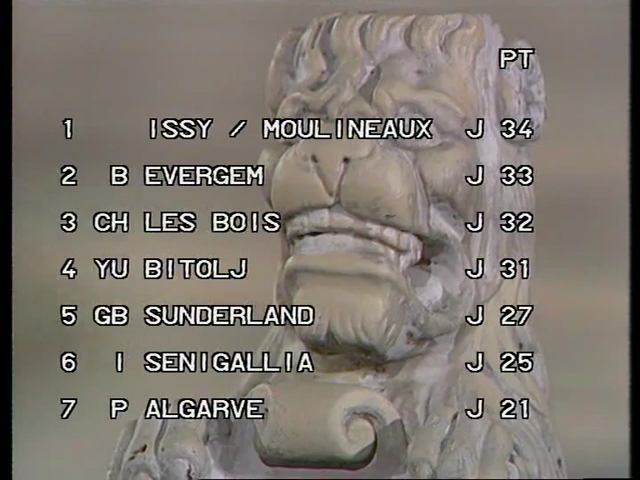 PT
1 ISSY / MOULINEAUX J 34
2 B EVERGEM J 33
3 CH LES BOIS J 32
4 YU BITOLJ J 31
5 GB SUNDERLAND J 27
6 I SENIGALLIA J 25
7 P ALGARVE J 21